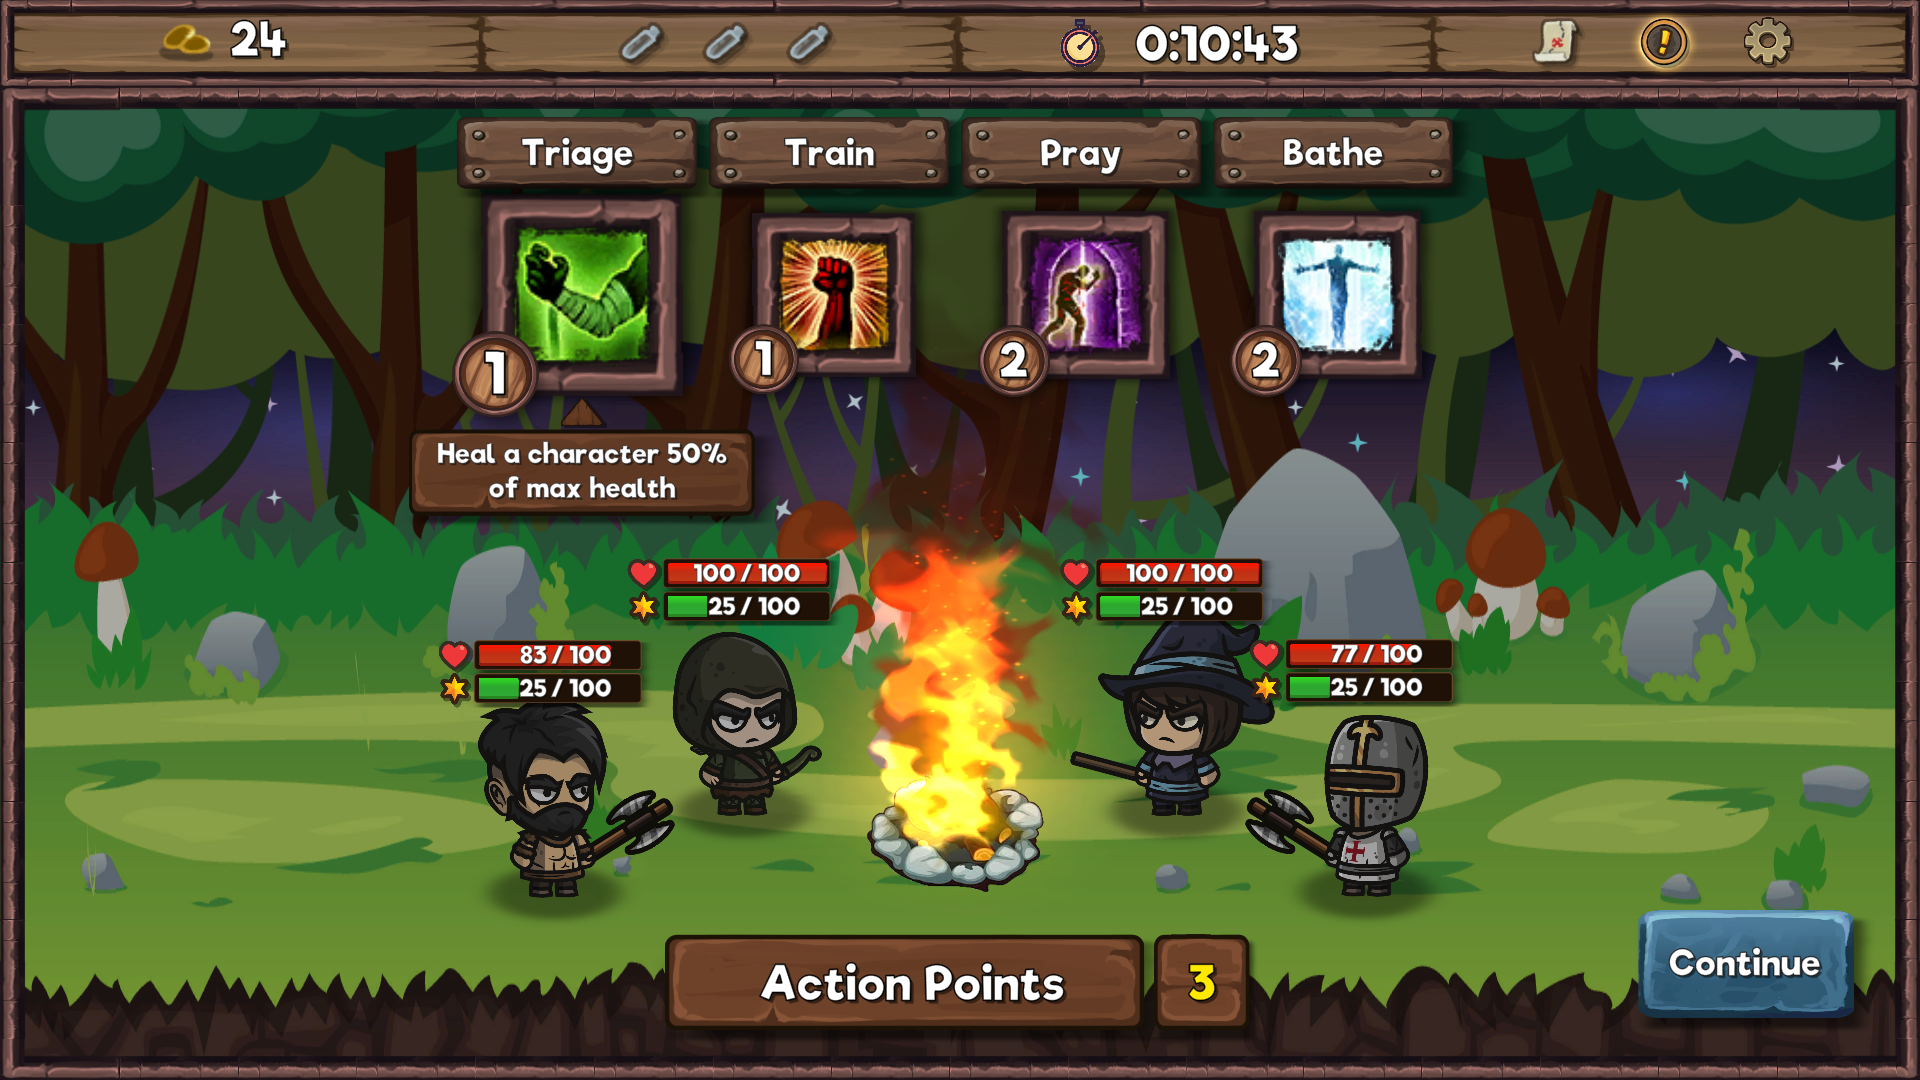 24
0:10:43
!
Triage
Train
Pray
Bathe
1
1
2
2
Heal a character 50%
of max health
100 / 100
25 / 100
100 / 100
25 / 100
83 / 100
25 / 100
77 / 100
25 / 100
Action Points
3
Continue